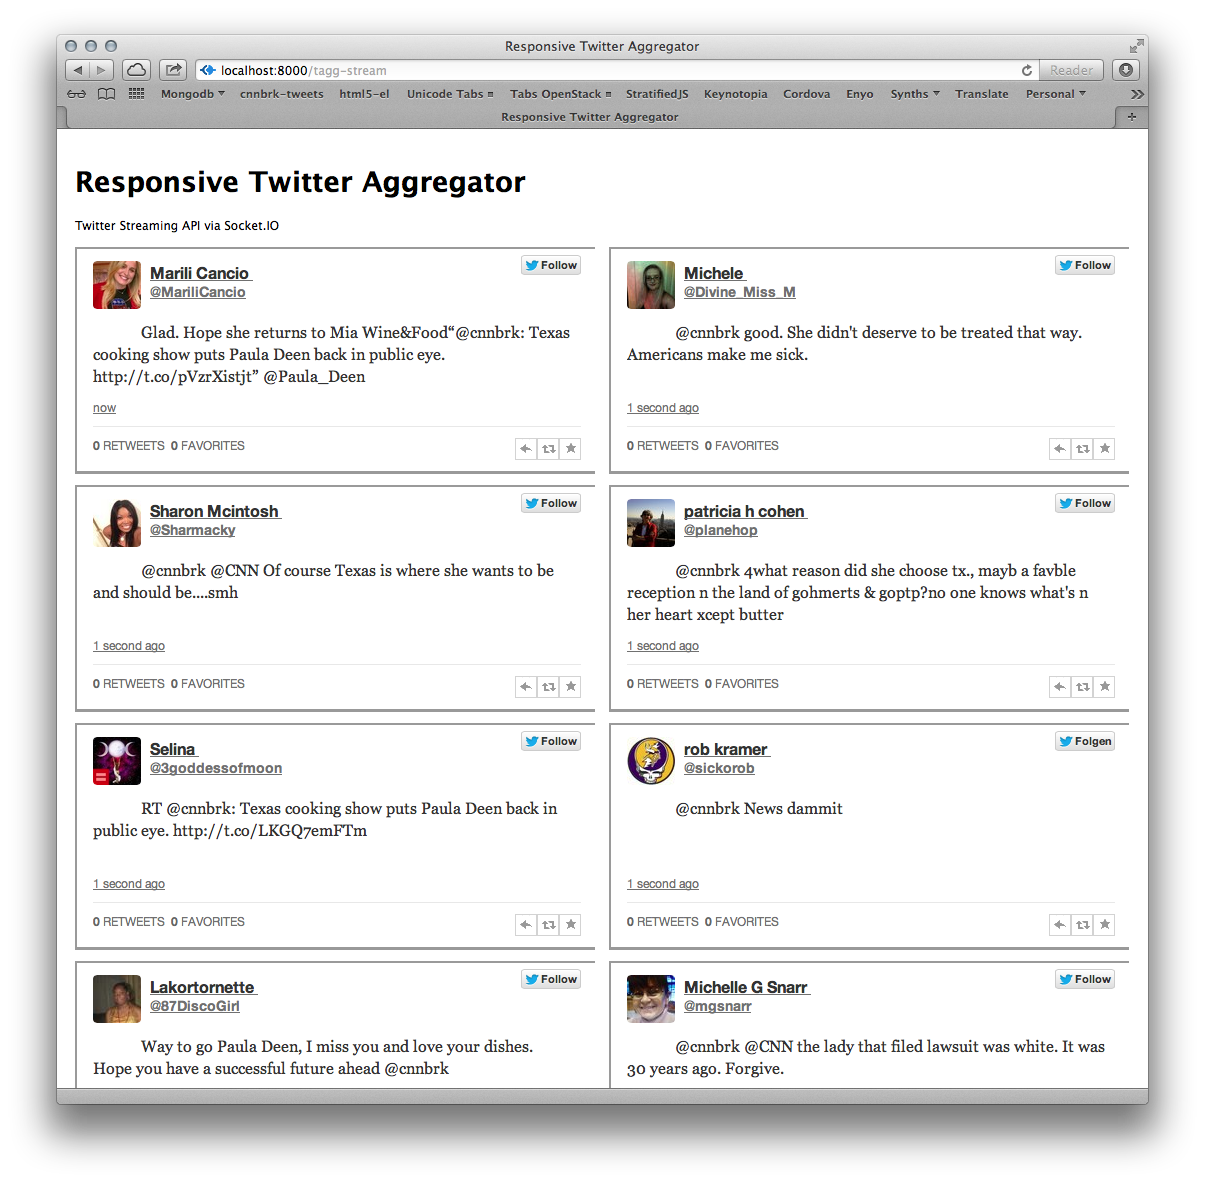 Responsive Twitter Aggregator
localhost:8000/tagg-stream
Reader
Mongodb cnnbrk-tweets html5-el Unicode Tabs Tabs OpenStack StratifiedJS Keynotopia Cordova Enyo Synths Translate Personal
Responsive Twitter Aggregator
Responsive Twitter Aggregator
Twitter Streaming API via Socket.IO
Marili Cancio
Follow
@MariliCancio
Glad. Hope she returns to Mia Wine&Food“@cnnbrk: Texas
cooking show puts Paula Deen back in public eye.
http://t.co/pVzrXistjt” @Paula_Deen
now
0 RETWEETS 0 FAVORITES
Michele
Follow
@Divine_Miss_M
@cnnbrk good. She didn't deserve to be treated that way.
Americans make me sick.
1 second ago
0 RETWEETS 0 FAVORITES
Sharon Mcintosh
Follow
@Sharmacky
@cnnbrk @CNN Of course Texas is where she wants to be
and should be....smh
1 second ago
0 RETWEETS 0 FAVORITES
patricia h cohen
Follow
@planehop
@cnnbrk 4what reason did she choose tx., mayb a favble
reception n the land of gohmerts & goptp?no one knows what's n
her heart xcept butter
1 second ago
0 RETWEETS 0 FAVORITES
Selina
Follow
@3goddessofmoon
RT @cnnbrk: Texas cooking show puts Paula Deen back in
public eye. http://t.co/LKGQ7emFTm
1 second ago
0 RETWEETS 0 FAVORITES
rob kramer
Folgen
@sickorob
@cnnbrk News dammit
1 second ago
0 RETWEETS 0 FAVORITES
Lakortornette
Follow
@87DiscoGirl
Way to go Paula Deen, I miss you and love your dishes.
Hope you have a successful future ahead @cnnbrk
Michelle G Snarr
Follow
@mgsnarr
@cnnbrk @CNN the lady that filed lawsuit was white. It was
30 years ago. Forgive.